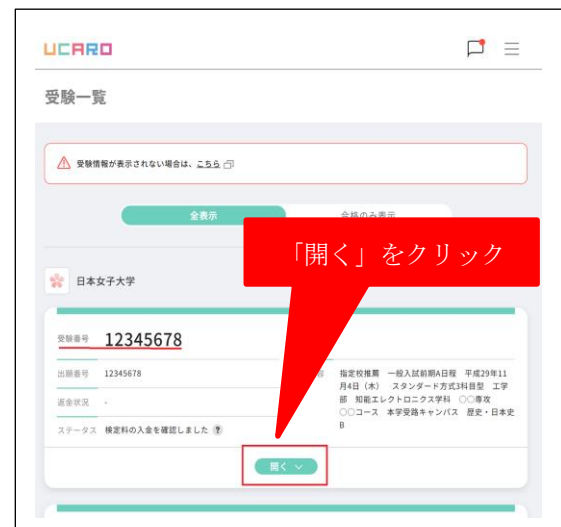 UCARO
受験一覧
受験情報が表示されない場合は、こちら
全表示
合格のみ表示
「開く」をクリック
日本女子大学
受験番号 12345678
出願番号 12345678
返金状況 -
ステータス 検定料の入金を確認しました ?
指定校推薦 一般入試前期A日程 平成29年11
月4日（木） スタンダード方式3科目型 工学
部 知能エレクトロニクス学科 ○○専攻
○○コース 本学受路キャンパス 歴史・日本史
B
開く